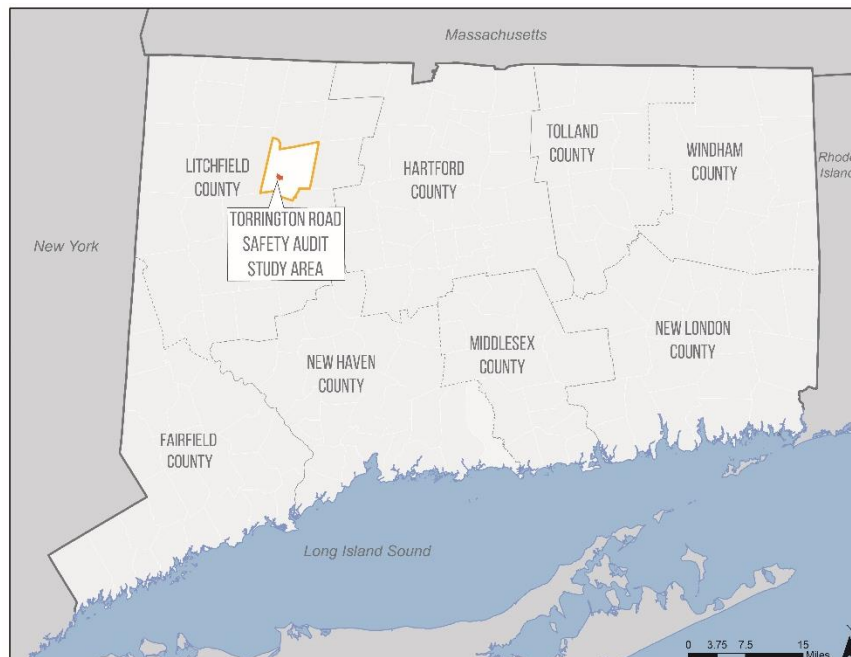 Massachusetts
TOLLAND
COUNTY
WINDHAM
COUNTY
LITCHFIELD
COUNTY
HARTFORD
COUNTY
Rhode
Island
TORRINGTON ROAD
SAFETY AUDIT
STUDY AREA
New York
NEW LONDON
COUNTY
MIDDLESEX
COUNTY
NEW HAVEN
COUNTY
FAIRFIELD
COUNTY
Long Island Sound
0 3.75 7.5 15
Miles